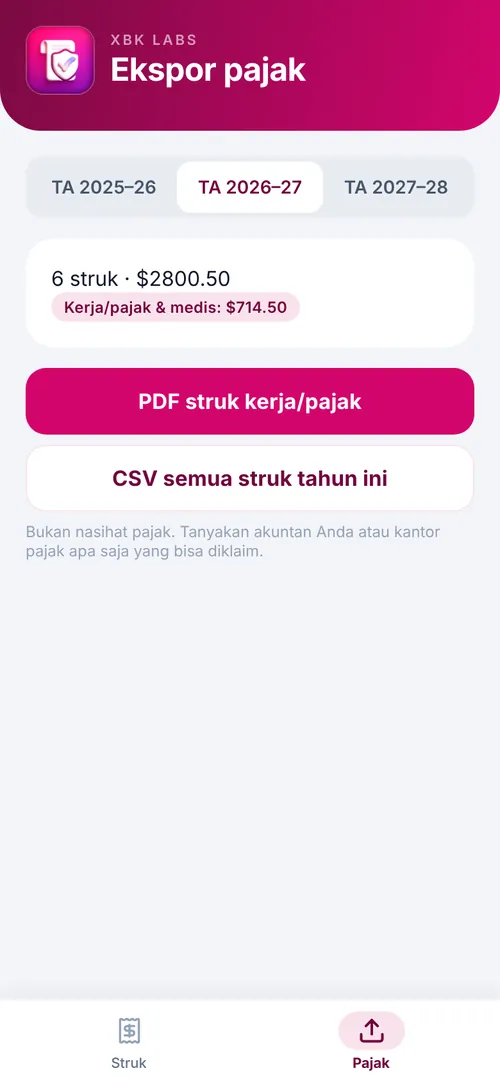 XBK LABS
Ekspor pajak
TA 2025–26
TA 2026–27
TA 2027–28
6 struk · $2800.50
Kerja/pajak & medis: $714.50
PDF struk kerja/pajak
CSV semua struk tahun ini
Bukan nasihat pajak. Tanyakan akuntan Anda atau kantor
pajak apa saja yang bisa diklaim.
Struk
Pajak